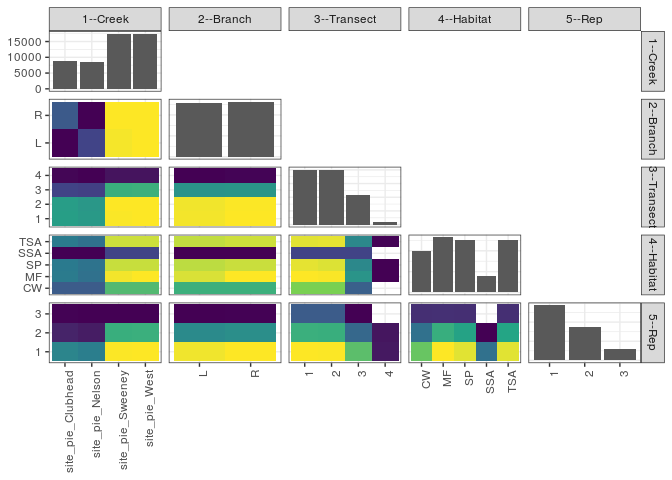 1--Creek 2--Branch 3--Transect 4--Habitat 5--Rep
15000
10000
5000
0
1--Creek
R
L
2--Branch
4
3
2
1
3--Transect
TSA
SSA
SP
MF
CW
4--Habitat
3
2
1
5--Rep
site_pie_Clubhead site_pie_Nelson site_pie_Sweeney site_pie_West L R 1 2 3 4 CW MF SP SSA TSA 1 2 3